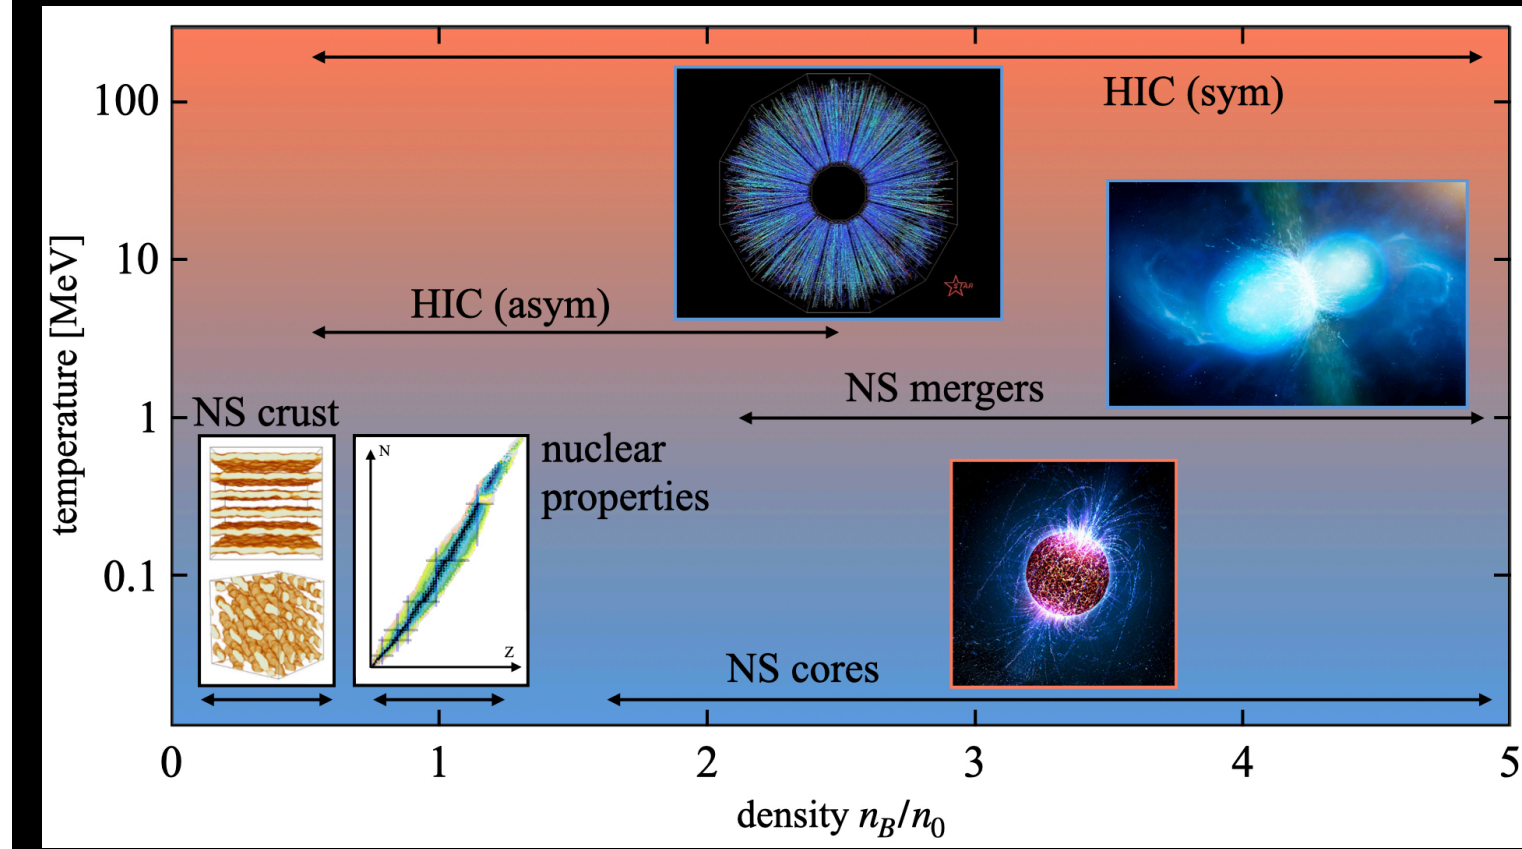 HIC (sym)
100
STAR
10
HIC (asym)
temperature [MeV]
NS mergers
1
NS crust
N
nuclear
properties
0.1
Z
NS cores
0
1
2
3
4
5
density n_B/n_0